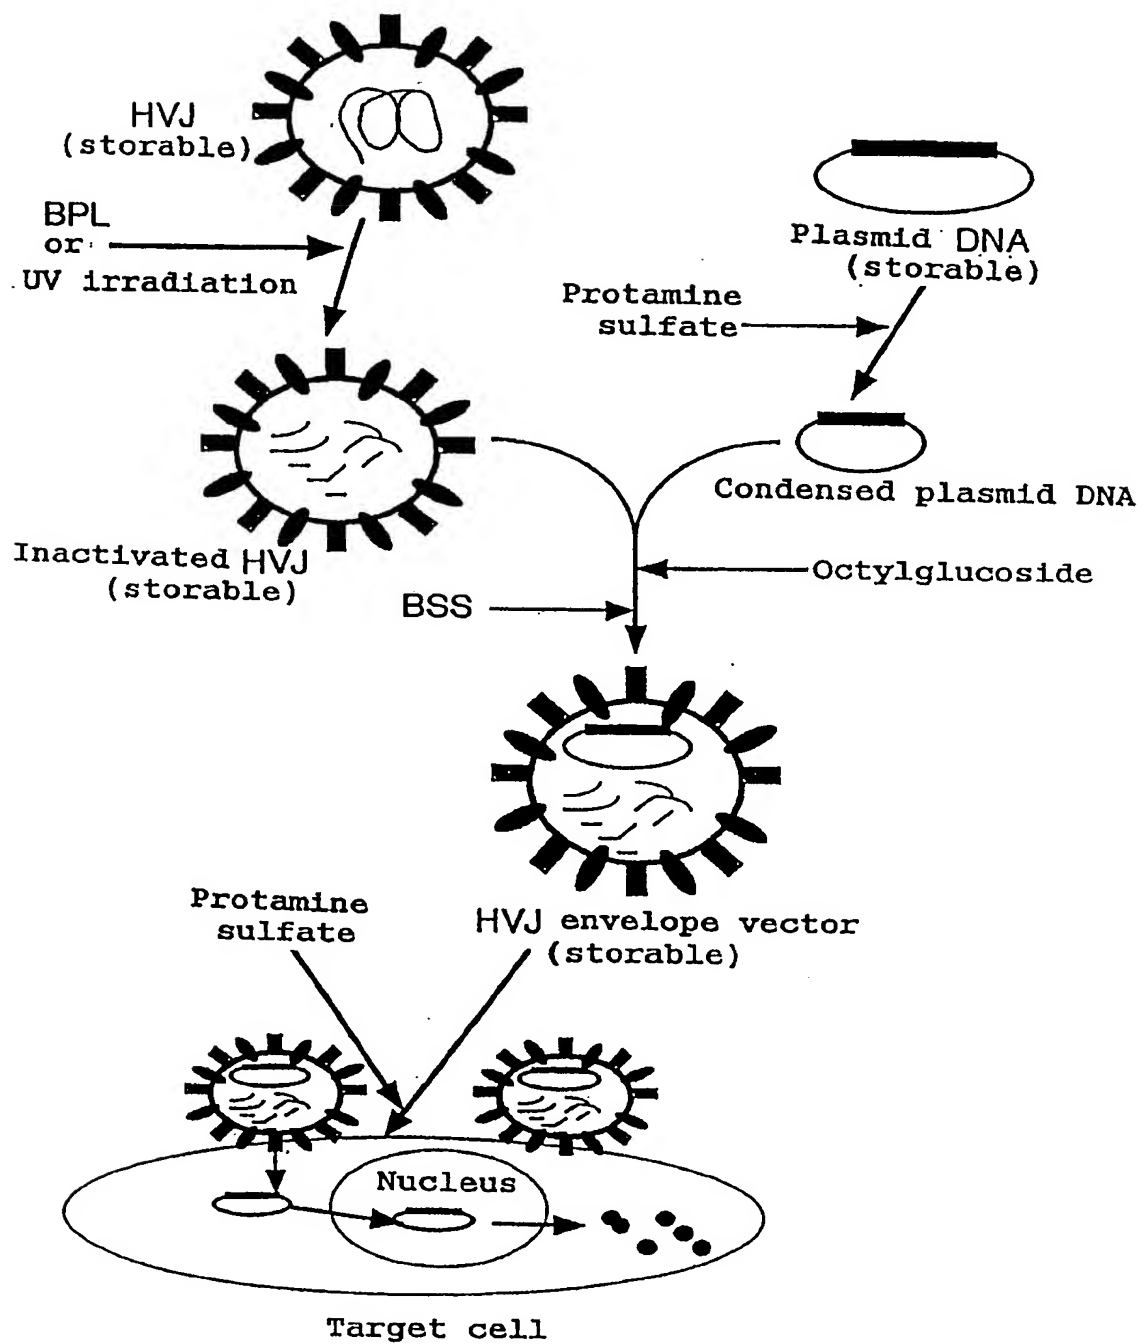 HVJ
(storable)
BPL
or
UV irradiation
Plasmid DNA
(storable)
Protamine
sulfate
Condensed plasmid DNA
Inactivated HVJ
(storable)
Octylglucoside
BSS
Protamine
sulfate
HVJ envelope vector
(storable)
Nucleus
Target cell